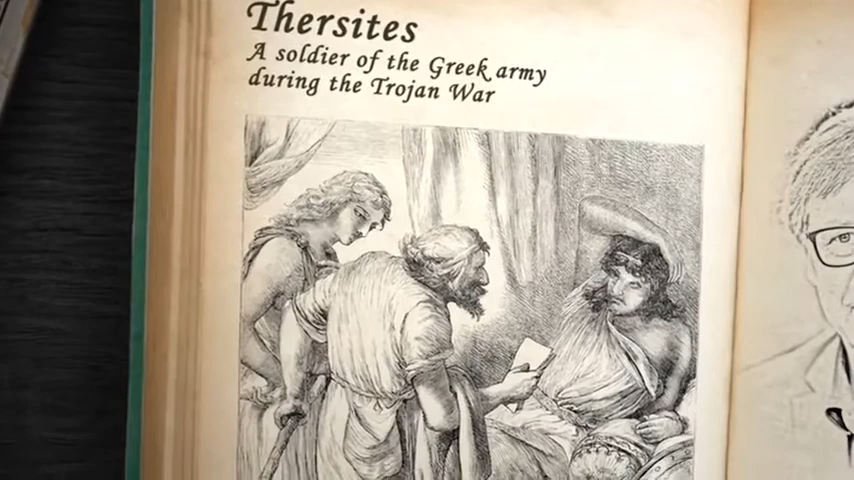 Thersites
A soldier of the Greek army
during the Trojan War